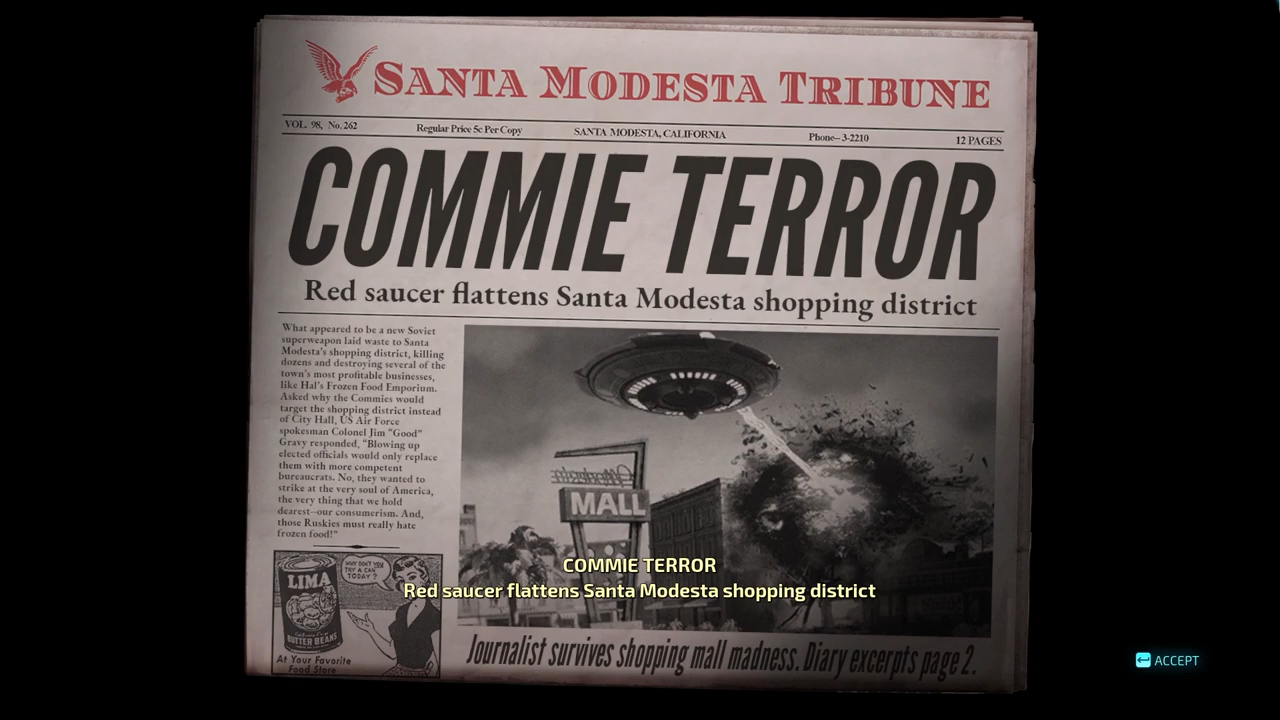 SANTA MODESTA TRIBUNE
VOL. 98, No. 262 Regular Price 5c Per Copy SANTA MODESTA, CALIFORNIA Phone--3-2210 12 PAGES
COMMIE TERROR
Red saucer flattens Santa Modesta shopping district
What appeared to be a new Soviet
superweapon laid waste to Santa
Modesta's shopping district, killing
dozens and destroying several of the
town's most profitable businesses,
like Hal's Frozen Food Emporium.
Asked why the Commies would
target the shopping district instead
of City Hall, US Air Force
spokesman Colonel Jim "Good"
Gravy responded, "Blowing up
elected officials would only replace
them with more competent
bureaucrats. No, they wanted to
strike at the very soul of America,
the very thing that we hold
dearest--our consumerism. And,
those Ruskies must really hate
frozen food!"
MALL
LIMA
BUTTER BEANS
WHY DON'T YOU
TRY A CAN
TODAY?
At Your Favorite
Food Store
COMMIE TERROR
Red saucer flattens Santa Modesta shopping district
Journalist survives shopping mall madness. Diary excerpts page 2.
ACCEPT